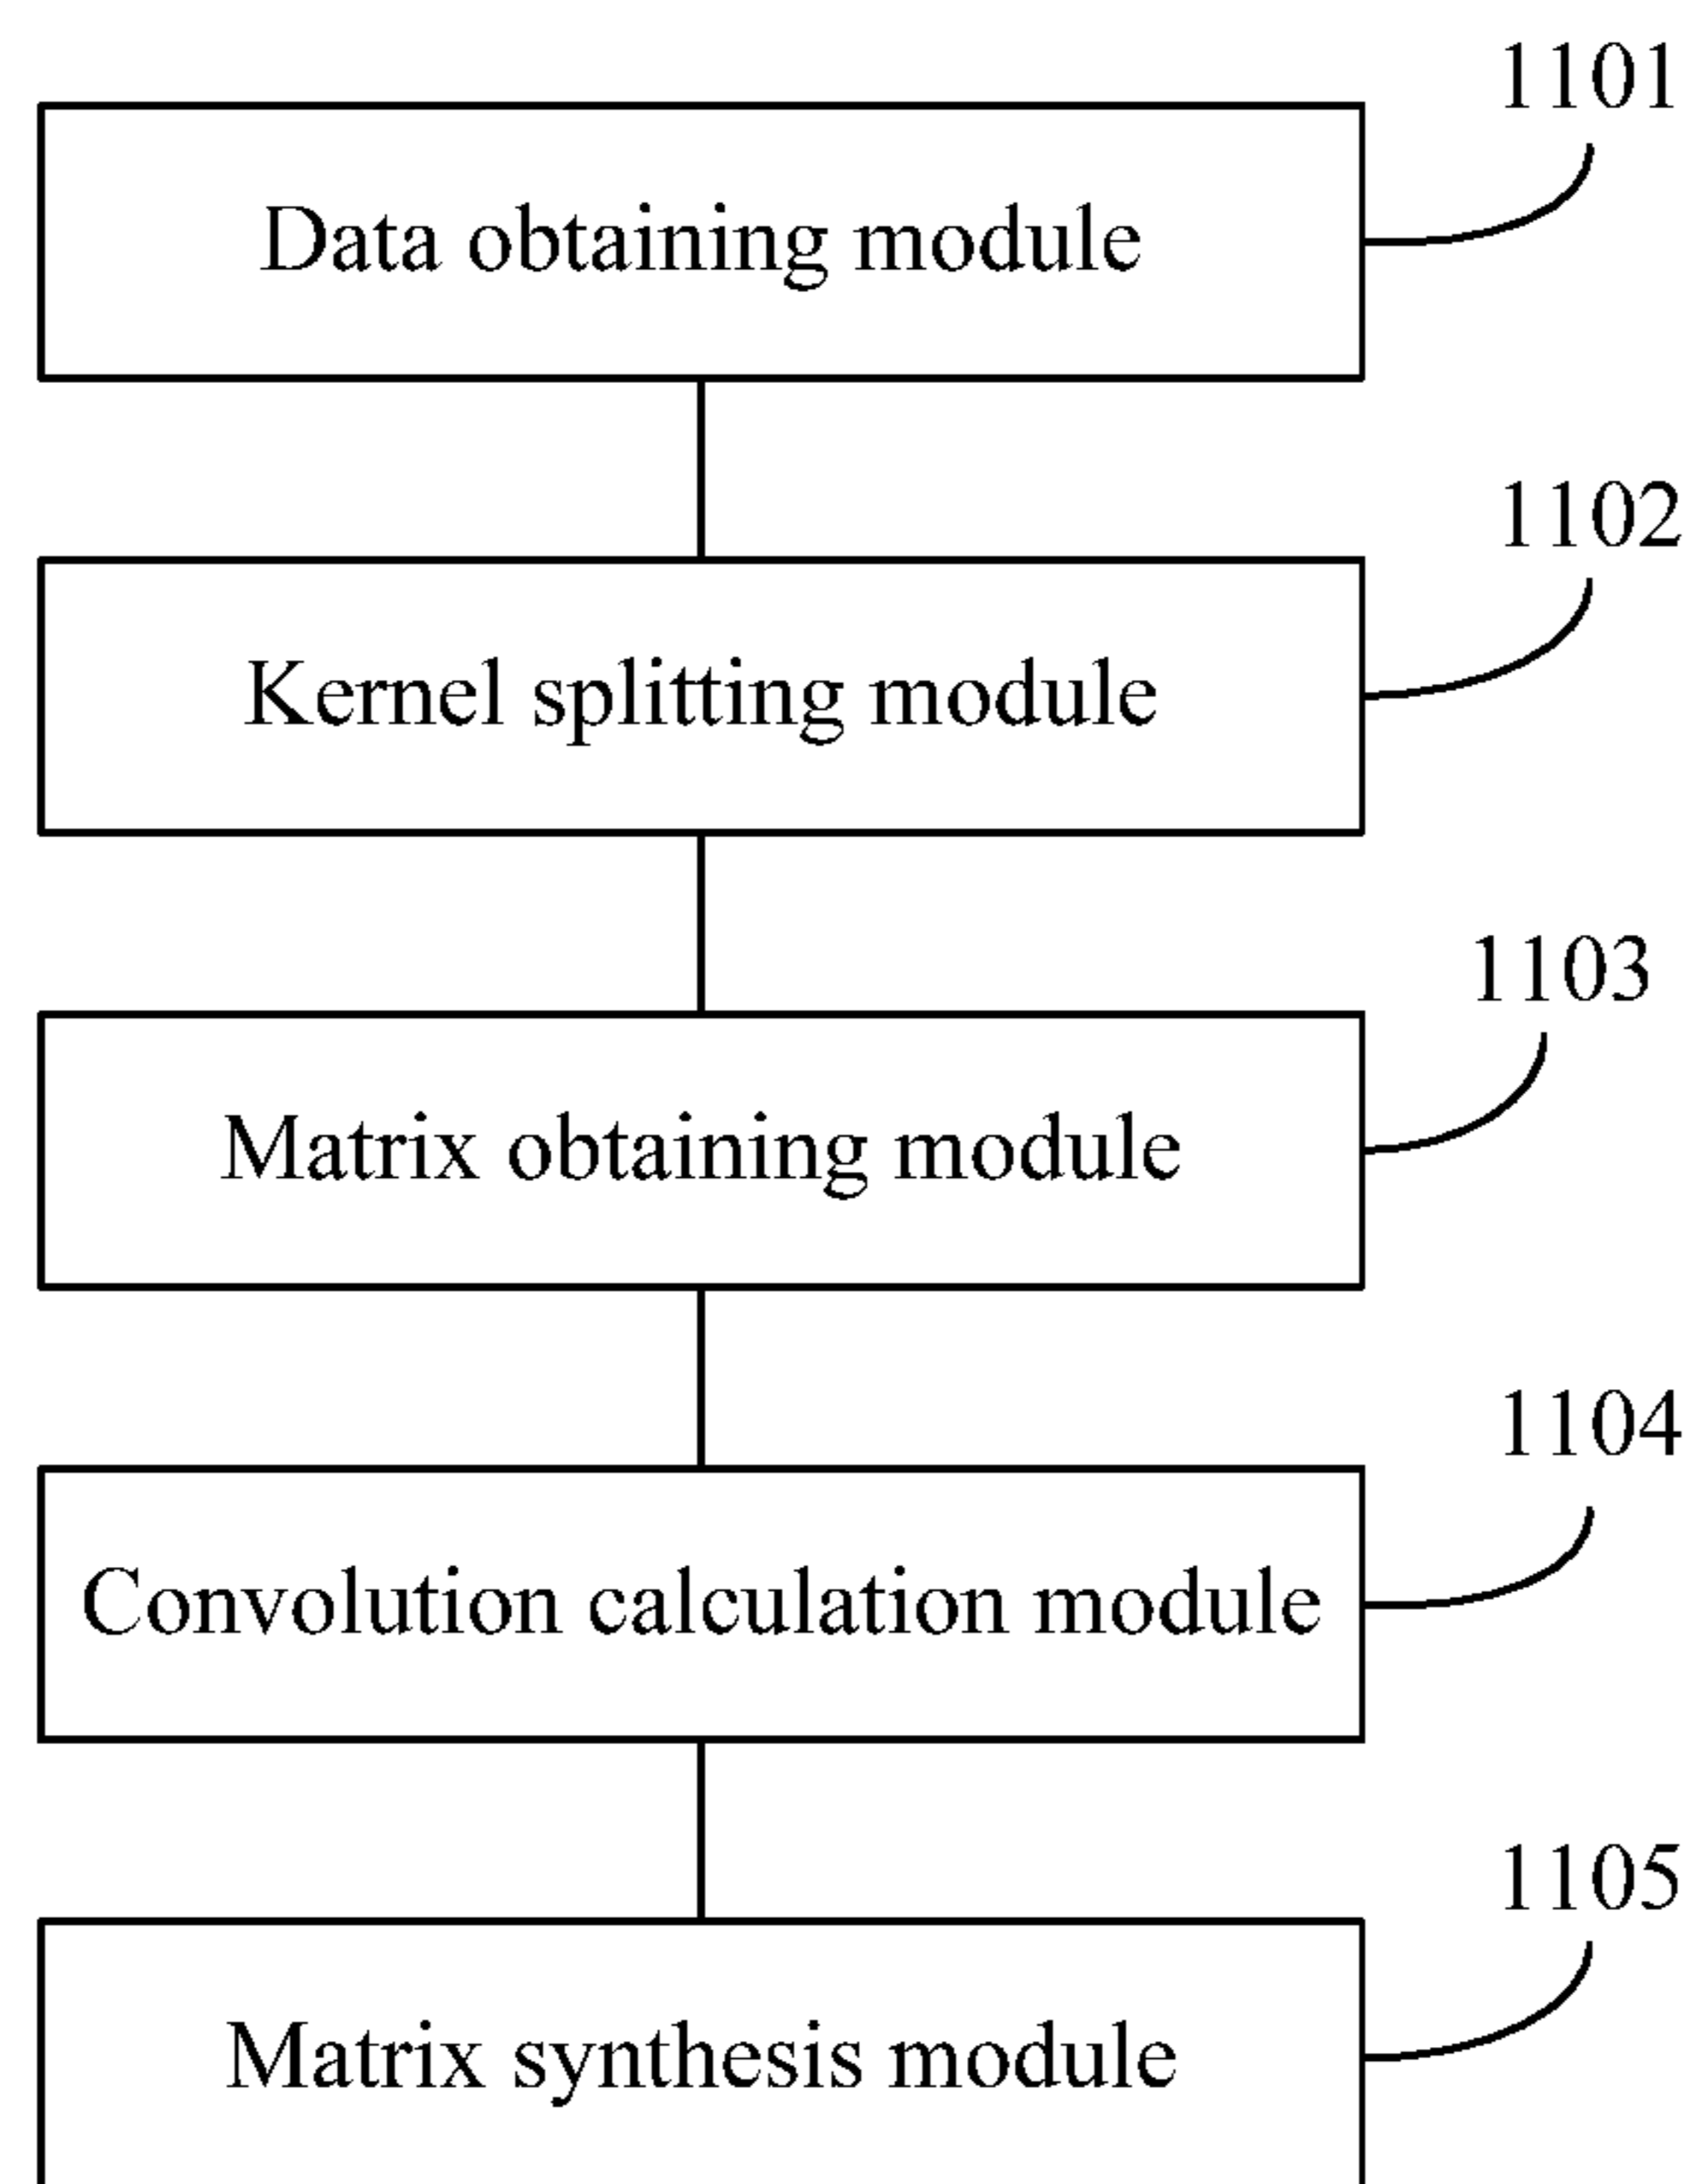 1101
Data obtaining module
1102
Kernel splitting module
1103
Matrix obtaining module
1104
Convolution calculation module
1105
Matrix synthesis module